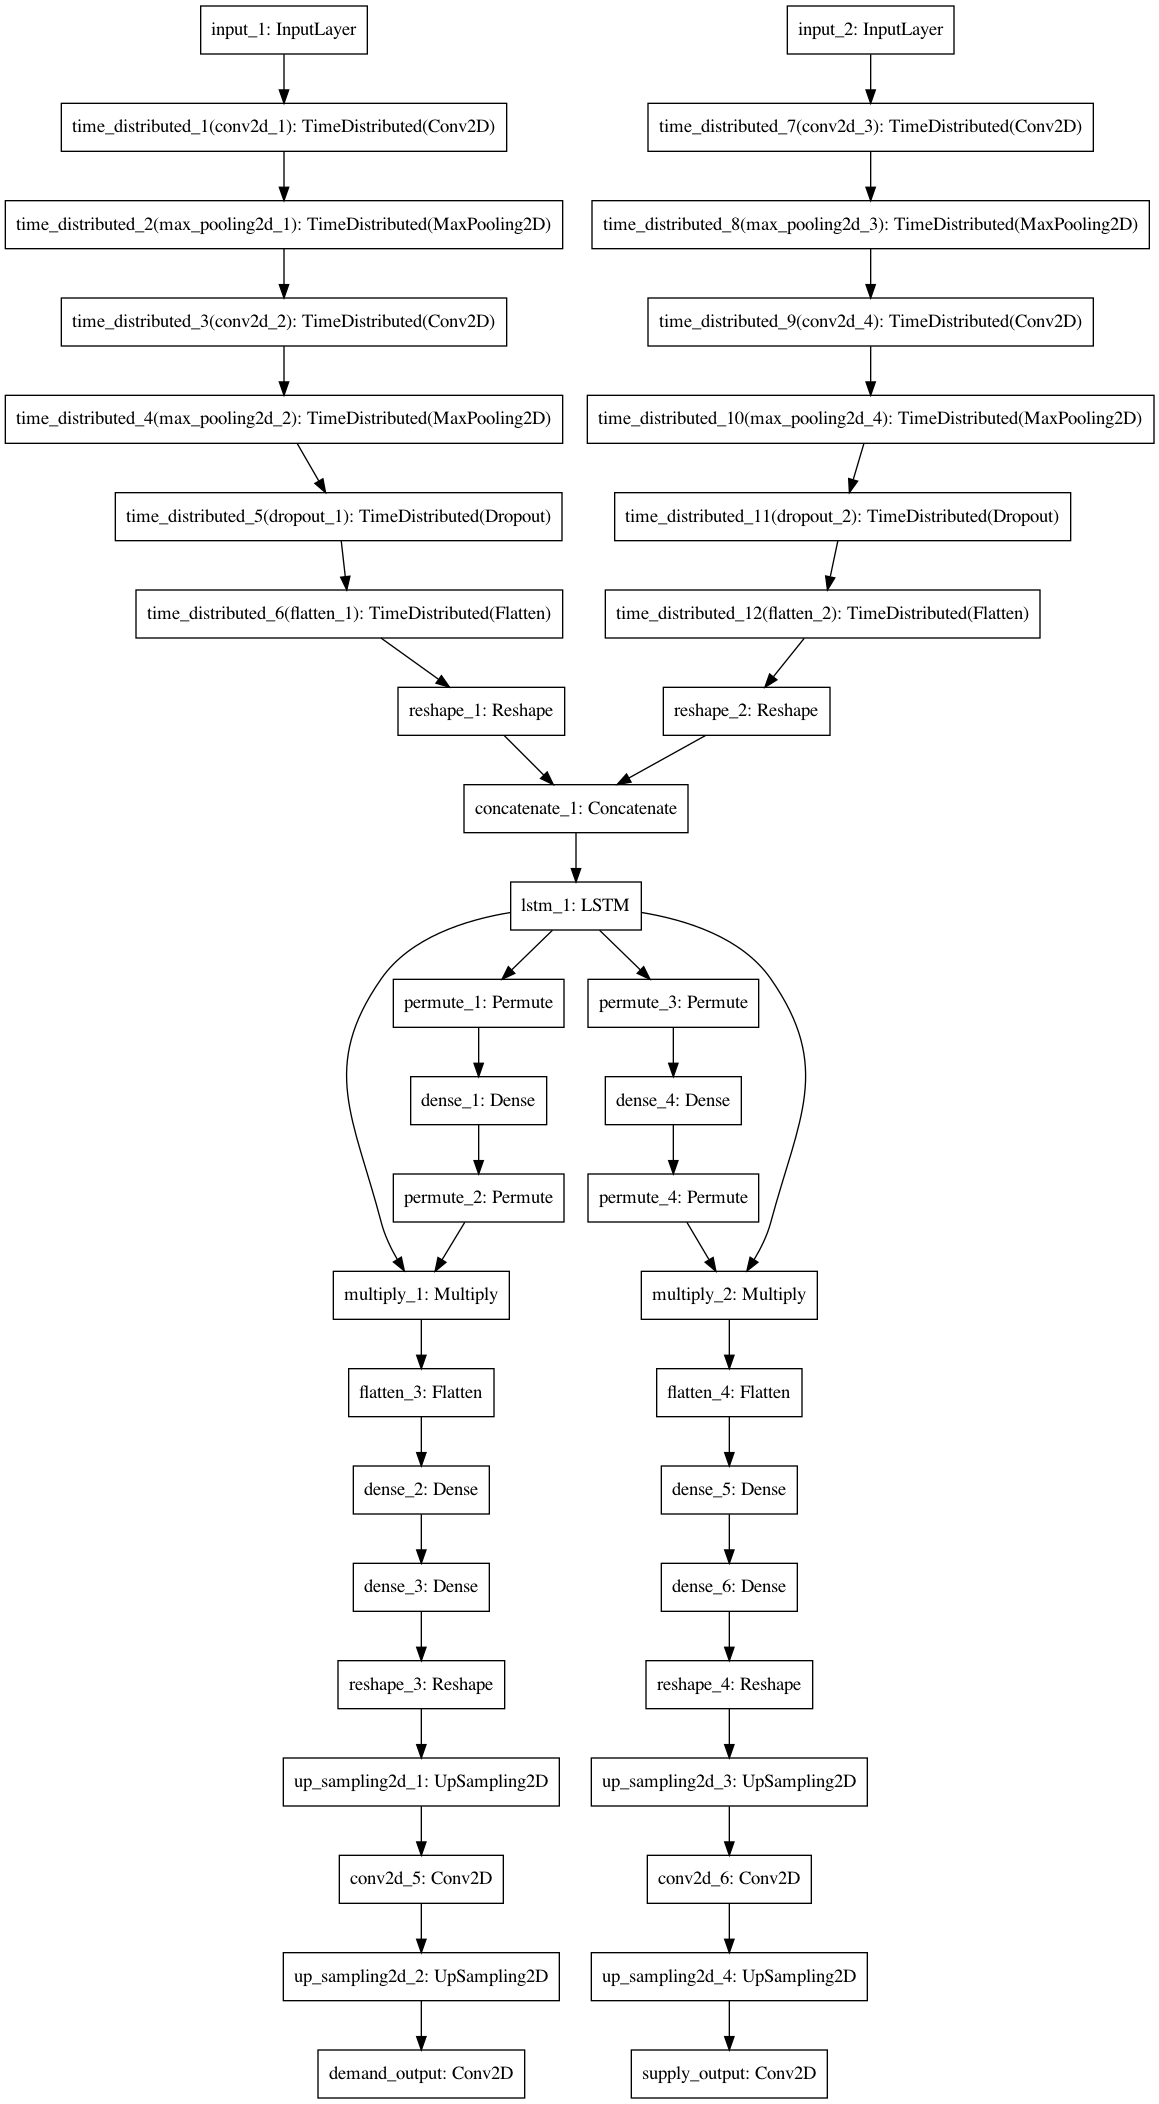 input_1: InputLayer
input_2: InputLayer
time_distributed_1(conv2d_1): TimeDistributed(Conv2D)
time_distributed_7(conv2d_3): TimeDistributed(Conv2D)
time_distributed_2(max_pooling2d_1): TimeDistributed(MaxPooling2D)
time_distributed_8(max_pooling2d_3): TimeDistributed(MaxPooling2D)
time_distributed_3(conv2d_2): TimeDistributed(Conv2D)
time_distributed_9(conv2d_4): TimeDistributed(Conv2D)
time_distributed_4(max_pooling2d_2): TimeDistributed(MaxPooling2D)
time_distributed_10(max_pooling2d_4): TimeDistributed(MaxPooling2D)
time_distributed_5(dropout_1): TimeDistributed(Dropout)
time_distributed_11(dropout_2): TimeDistributed(Dropout)
time_distributed_6(flatten_1): TimeDistributed(Flatten)
time_distributed_12(flatten_2): TimeDistributed(Flatten)
reshape_1: Reshape
reshape_2: Reshape
concatenate_1: Concatenate
lstm_1: LSTM
permute_1: Permute
permute_3: Permute
dense_1: Dense
dense_4: Dense
permute_2: Permute
permute_4: Permute
multiply_1: Multiply
multiply_2: Multiply
flatten_3: Flatten
flatten_4: Flatten
dense_2: Dense
dense_5: Dense
dense_3: Dense
dense_6: Dense
reshape_3: Reshape
reshape_4: Reshape
up_sampling2d_1: UpSampling2D
up_sampling2d_3: UpSampling2D
conv2d_5: Conv2D
conv2d_6: Conv2D
up_sampling2d_2: UpSampling2D
up_sampling2d_4: UpSampling2D
demand_output: Conv2D
supply_output: Conv2D